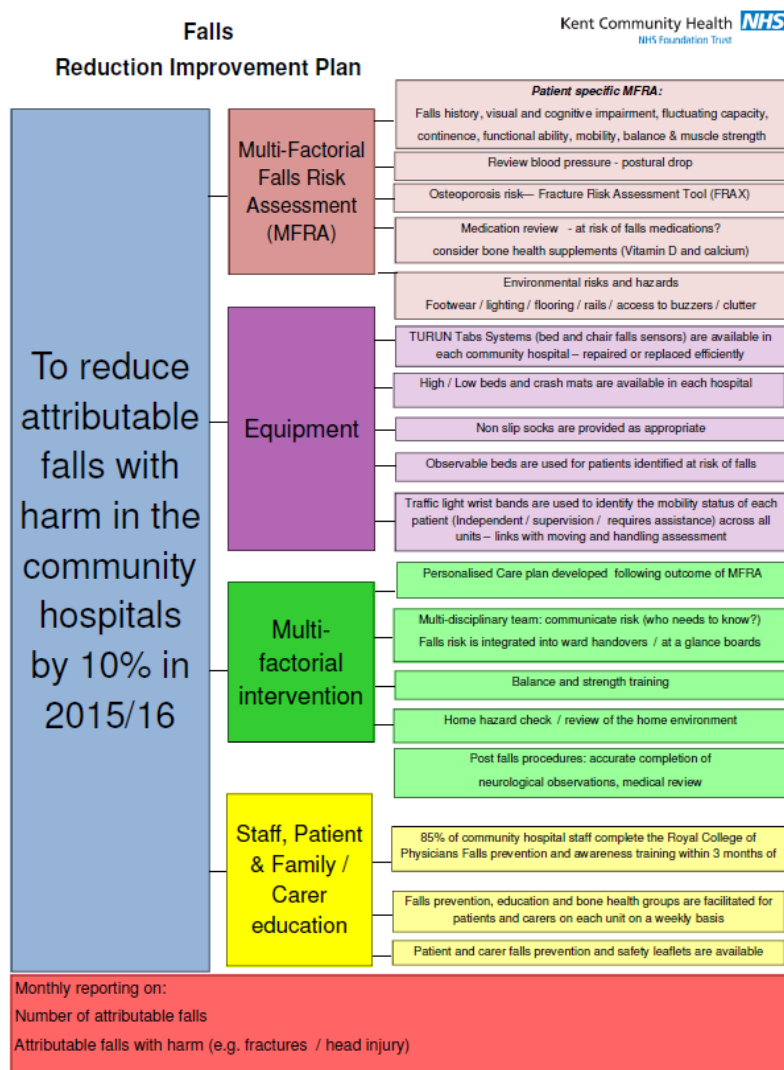 Falls
Reduction Improvement Plan
Kent Community Health NHS
NHS Foundation Trust
To reduce
attributable
falls with
harm in the
community
hospitals
by 10% in
2015/16
Multi-Factorial
Falls Risk
Assessment
(MFRA)
Patient specific MFRA:
Falls history, visual and cognitive impairment, fluctuating capacity,
continence, functional ability, mobility, balance & muscle strength
Review blood pressure - postural drop
Osteoporosis risk— Fracture Risk Assessment Tool (FRAX)
Medication review - at risk of falls medications?
consider bone health supplements (Vitamin D and calcium)
Environmental risks and hazards
Footwear / lighting / flooring / rails / access to buzzers / clutter
Equipment
TURUN Tabs Systems (bed and chair falls sensors) are available in
each community hospital – repaired or replaced efficiently
High / Low beds and crash mats are available in each hospital
Non slip socks are provided as appropriate
Observable beds are used for patients identified at risk of falls
Traffic light wrist bands are used to identify the mobility status of each
patient (Independent / supervision / requires assistance) across all
units – links with moving and handling assessment
Multi-
factorial
intervention
Personalised Care plan developed following outcome of MFRA
Multi-disciplinary team: communicate risk (who needs to know?)
Falls risk is integrated into ward handovers / at a glance boards
Balance and strength training
Home hazard check / review of the home environment
Post falls procedures: accurate completion of
neurological observations, medical review
Staff, Patient
& Family /
Carer
education
85% of community hospital staff complete the Royal College of
Physicians Falls prevention and awareness training within 3 months of
Falls prevention, education and bone health groups are facilitated for
patients and carers on each unit on a weekly basis
Patient and carer falls prevention and safety leaflets are available
Monthly reporting on:
Number of attributable falls
Attributable falls with harm (e.g. fractures / head injury)